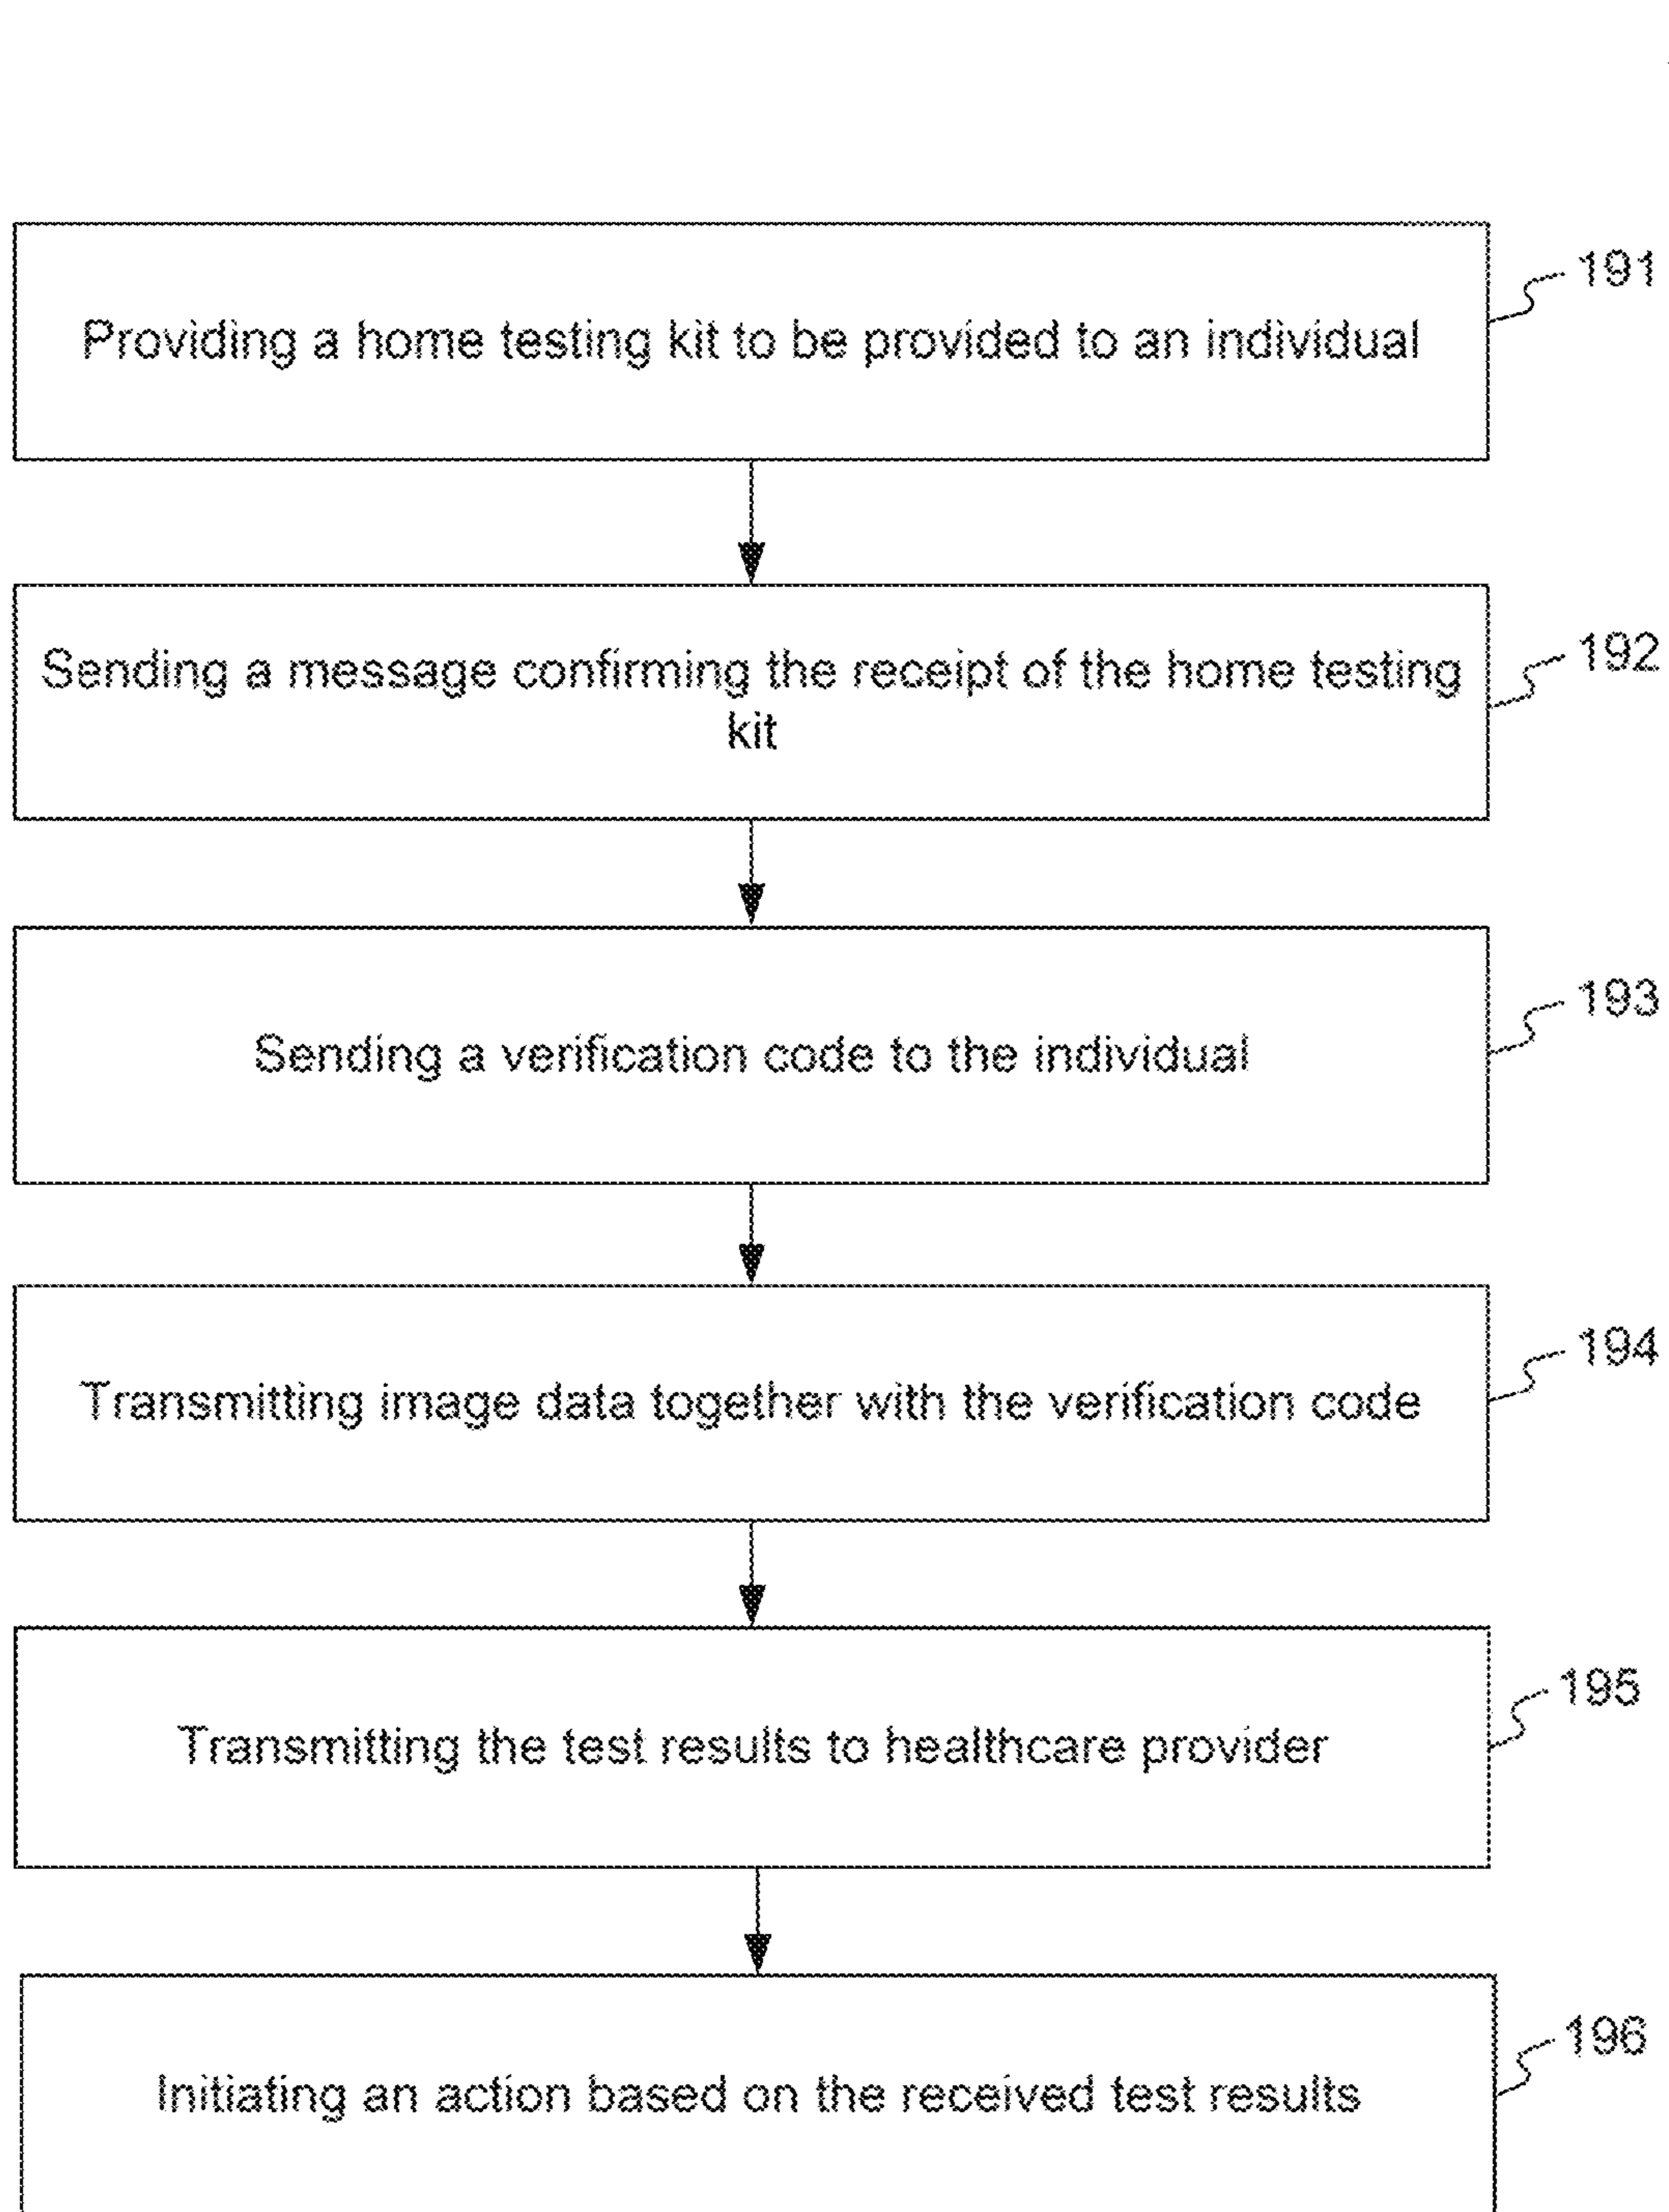 Providing a home testing kit to be provided to an individual
191
Sending a message confirming the receipt of the home testing
kit
192
Sending a verification code to the individual
193
Transmitting image data together with the verification code
194
Transmitting the test results to healthcare provider
195
Initiating an action based on the received test results
196